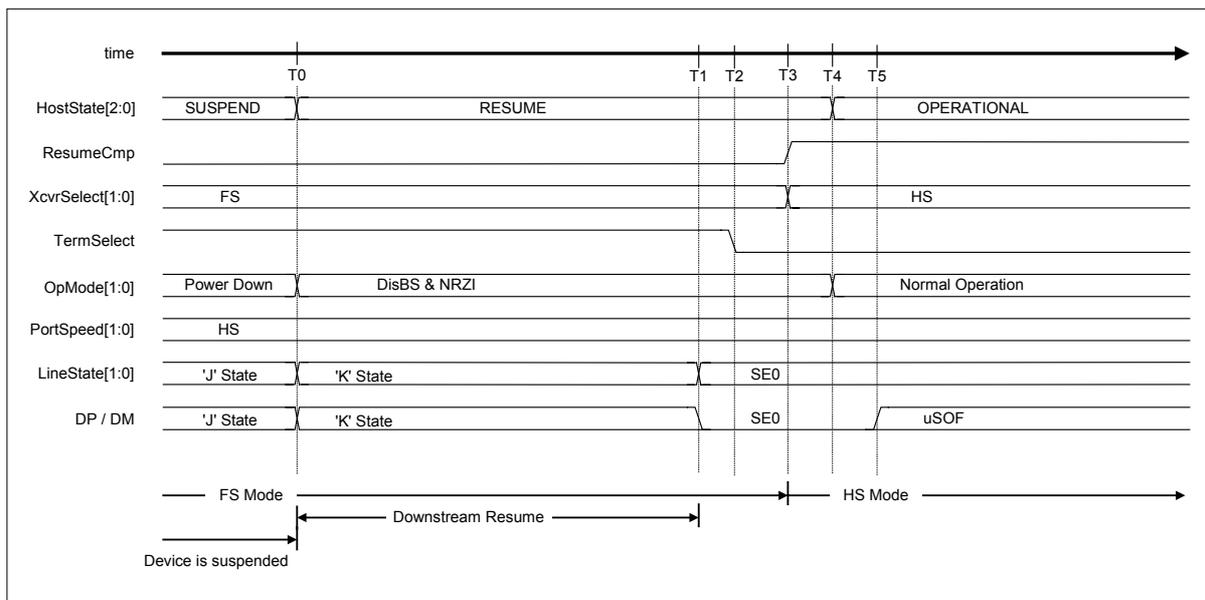 time
T0 T1 T2 T3 T4 T5
HostState[2:0] SUSPEND RESUME OPERATIONAL
ResumeCmp
XcvrSelect[1:0] FS HS
TermSelect
OpMode[1:0] Power Down DisBS & NRZI Normal Operation
PortSpeed[1:0] HS
LineState[1:0] 'J' State 'K' State SE0
DP / DM 'J' State 'K' State SE0 uSOF
FS Mode HS Mode
Downstream Resume
Device is suspended